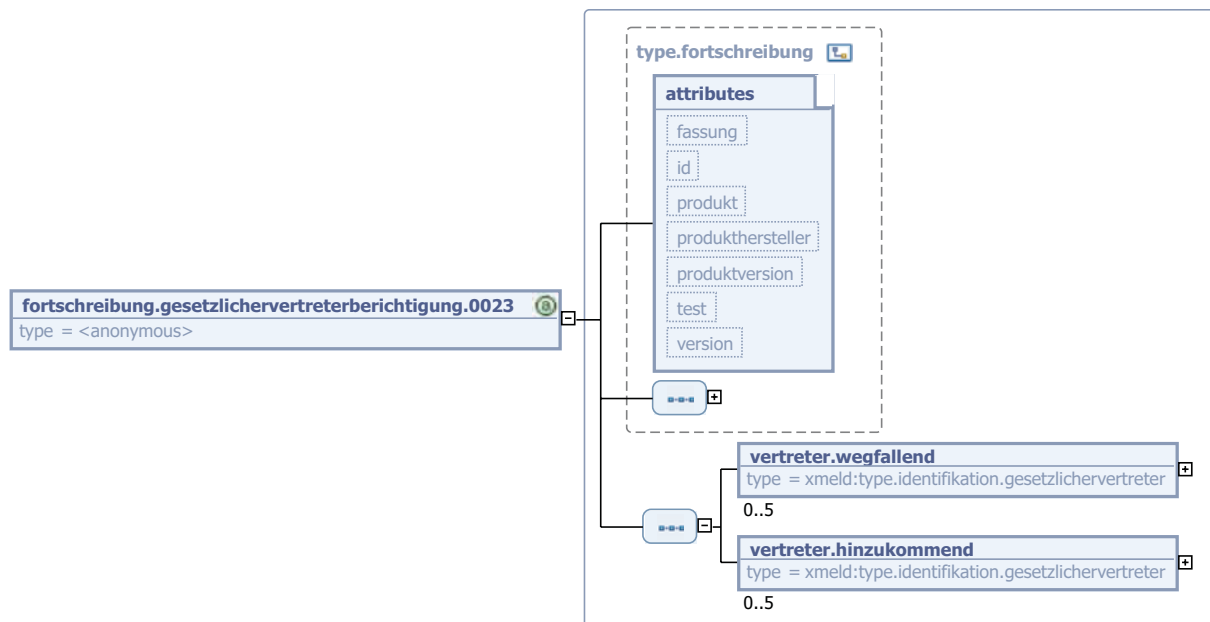 type.fortschreibung
attributes
fassung
id
produkt
produkthersteller
produktversion
test
version
fortschreibung.gesetzlichervertreterberichtigung.0023
type = <anonymous>
vertreter.wegfallend
type = xmeld:type.identifikation.gesetzlichervertreter
0..5
vertreter.hinzukommend
type = xmeld:type.identifikation.gesetzlichervertreter
0..5